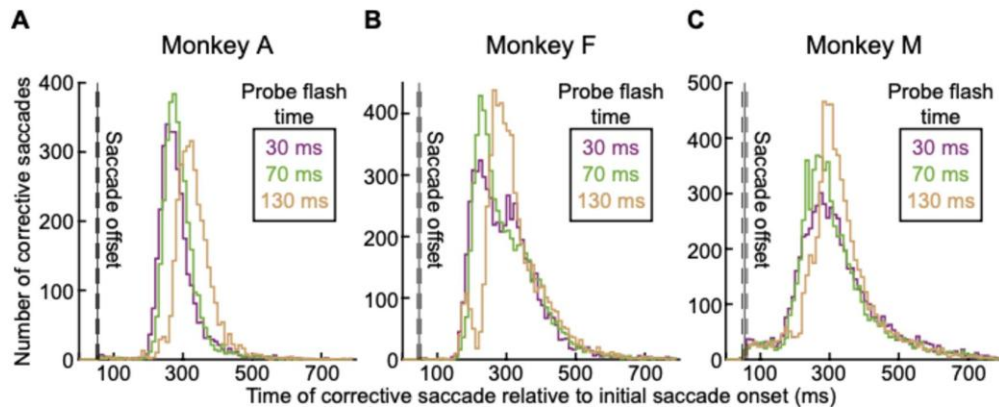 A
Monkey A
B
Monkey F
C
Monkey M
Number of corrective saccades
400
300
200
100
0
Saccade offset
Probe flash
time
30 ms
70 ms
130 ms
100
300
500
700
400
300
200
100
0
Saccade offset
Probe flash
time
30 ms
70 ms
130 ms
100
300
500
700
500
400
300
200
100
0
Saccade offset
Probe flash
time
30 ms
70 ms
130 ms
100
300
500
700
Time of corrective saccade relative to initial saccade onset (ms)